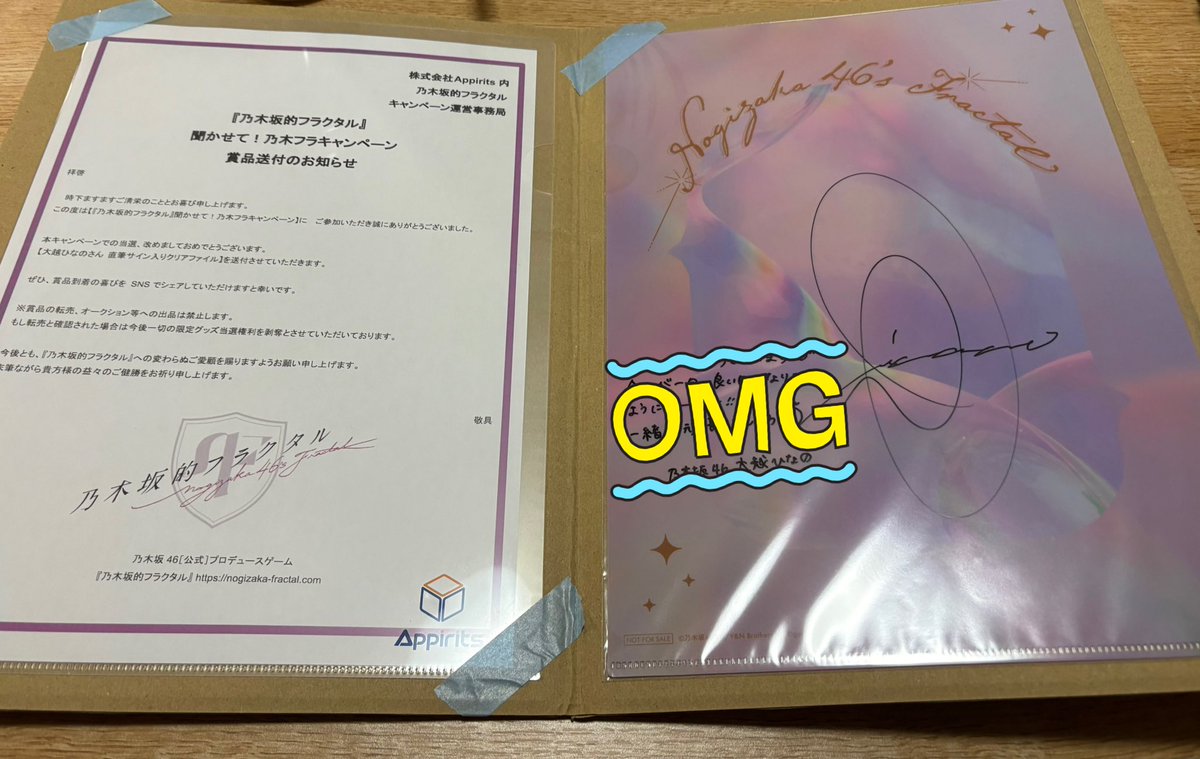 株式会社Appirits 内
乃木坂的フラクタル
キャンペーン運営事務局
『乃木坂的フラクタル』
聞かせて！乃木フラキャンペーン
賞品送付のお知らせ
拝啓
時下ますますご清栄のこととお喜び申し上げます。
この度は【『乃木坂的フラクタル』聞かせて！乃木フラキャンペーン】に　ご参加いただき誠にありがとうございました。
本キャンペーンでの当選、改めましておめでとうございます。
【大越ひなのさん 直筆サイン入りクリアファイル】を送付させていただきます。
ぜひ、賞品到着の喜びを SNS でシェアしていただけますと幸いです。
※賞品の転売、オークション等への出品は禁止します。
もし転売と確認された場合は今後一切の限定グッズ当選権利を剥奪とさせていただいております。
今後とも、『乃木坂的フラクタル』への変わらぬご愛顧を賜りますようお願い申し上げます。
末筆ながら貴方様の益々のご健勝をお祈り申し上げます。
敬具
乃木坂的フラクタル
nogizaka 46's Fractal
乃木坂 46［公式］プロデュースゲーム
『乃木坂的フラクタル』 https://nogizaka-fractal.com
Appirits
Nogizaka 46's Fractal
ように
一緒
OMG
乃木坂46 大越ひなの
NOT FOR SALE
©乃木坂 Y&N Brother